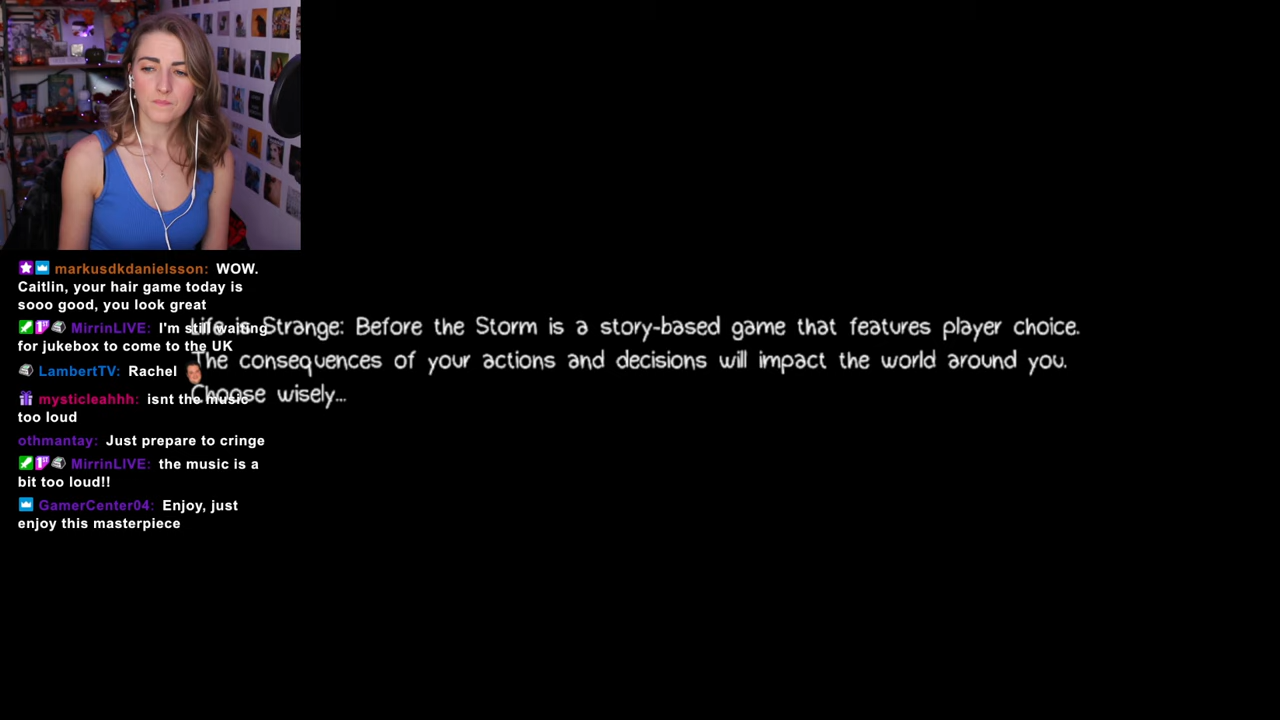 markusdkdanielsson: WOW.
Caitlin, your hair game today is
sooo good, you look great
MirrinLIVE: I'm still waiting
for jukebox to come to the UK
LambertTV: Rachel
mysticleahhh: isnt the music
too loud
othmantay: Just prepare to cringe
MirrinLIVE: the music is a
bit too loud!!
GamerCenter04: Enjoy, just
enjoy this masterpiece
Life is Strange: Before the Storm is a story-based game that features player choice.
The consequences of your actions and decisions will impact the world around you.
Choose wisely...